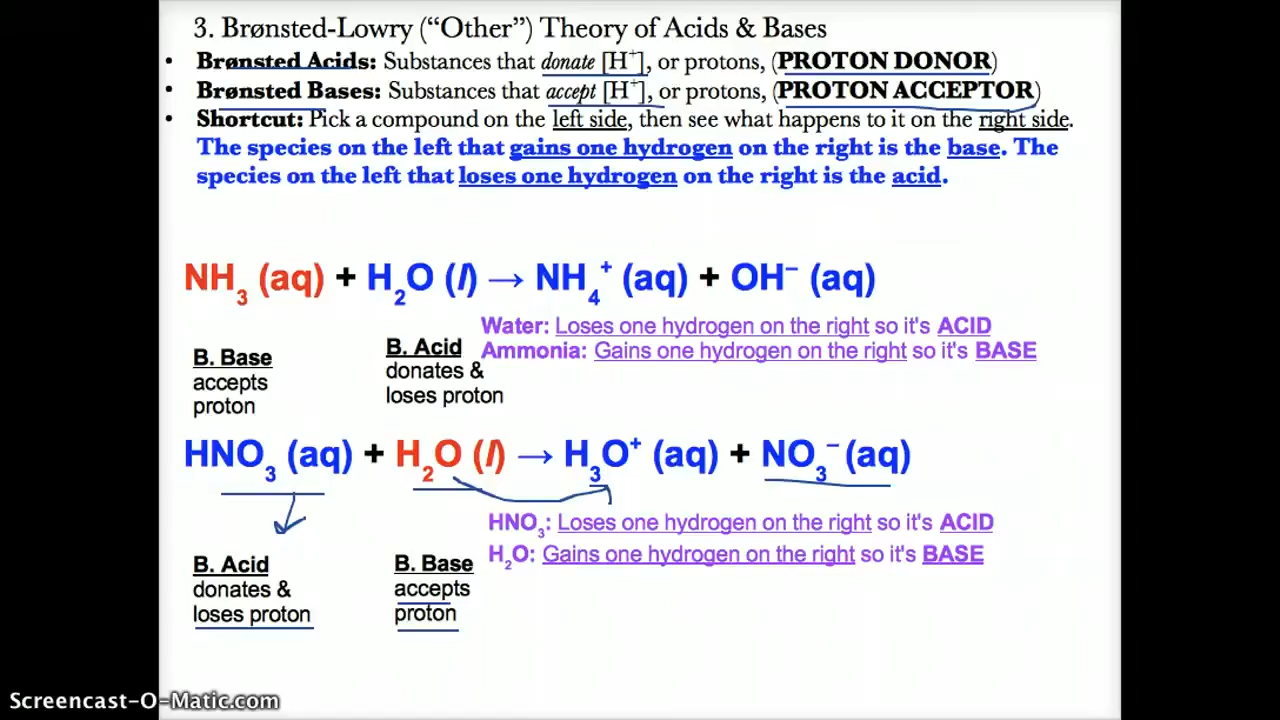 3. Brønsted-Lowry (“Other”) Theory of Acids & Bases
• Brønsted Acids: Substances that donate [H⁺], or protons, (PROTON DONOR)
• Brønsted Bases: Substances that accept [H⁺], or protons, (PROTON ACCEPTOR)
• Shortcut: Pick a compound on the left side, then see what happens to it on the right side.
The species on the left that gains one hydrogen on the right is the base. The
species on the left that loses one hydrogen on the right is the acid.
NH₃ (aq) + H₂O (l) → NH₄⁺ (aq) + OH⁻ (aq)
Water: Loses one hydrogen on the right so it's ACID
Ammonia: Gains one hydrogen on the right so it's BASE
B. Base
accepts
proton
B. Acid
donates &
loses proton
HNO₃ (aq) + H₂O (l) → H₃O⁺ (aq) + NO₃⁻ (aq)
HNO₃: Loses one hydrogen on the right so it's ACID
H₂O: Gains one hydrogen on the right so it's BASE
B. Acid
donates &
loses proton
B. Base
accepts
proton
Screencast-O-Matic.com